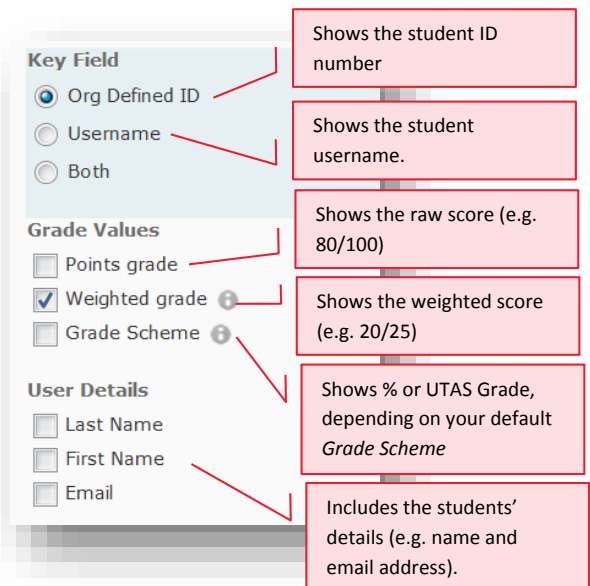 Key Field
Org Defined ID
Username
Both
Grade Values
Points grade
Weighted grade
Grade Scheme
User Details
Last Name
First Name
Email
Shows the student ID
number
Shows the student
username.
Shows the raw score (e.g.
80/100)
Shows the weighted score
(e.g. 20/25)
Shows % or UTAS Grade,
depending on your default
Grade Scheme
Includes the students’
details (e.g. name and
email address).